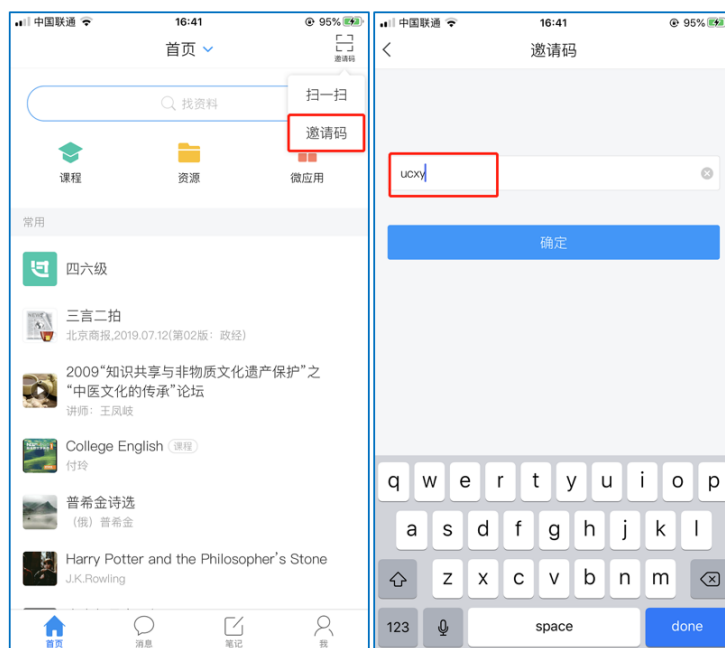 中国联通
16:41
95%
首页
邀请码
找资料
扫一扫
邀请码
课程
资源
微应用
常用
四六级
三言二拍
北京商报,2019.07.12(第02版：政经)
2009“知识共享与非物质文化遗产保护”之
“中医文化的传承”论坛
讲师：王凤岐
College English 课程
付玲
普希金诗选
（俄）普希金
Harry Potter and the Philosopher's Stone
J.K.Rowling
首页
消息
笔记
我
中国联通
16:41
95%
邀请码
ucxy
确定
q w e r t y u i o p
a s d f g h j k l
z x c v b n m
123 space done